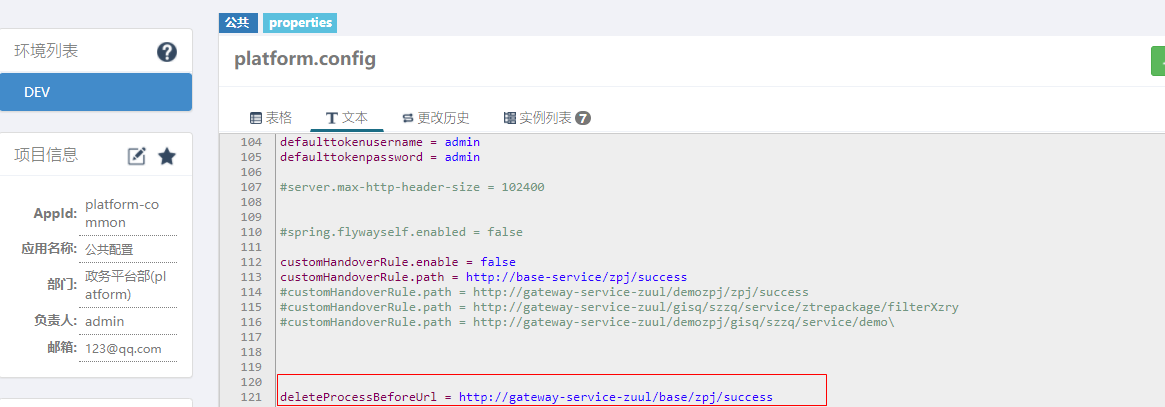 公共 properties
环境列表
DEV
项目信息
AppId: platform-co
mmon
应用名称: 公共配置
部门: 政务平台部(pl
atform)
负责人: admin
邮箱: 123@qq.com
platform.config
表格 文本 更改历史 实例列表 7
104 defaulttokenusername = admin
105 defaulttokenpassword = admin
106
107 #server.max-http-header-size = 102400
108
109
110 #spring.flywayself.enabled = false
111
112 customHandoverRule.enable = false
113 customHandoverRule.path = http://base-service/zpj/success
114 #customHandoverRule.path = http://gateway-service-zuul/demozpj/zpj/success
115 #customHandoverRule.path = http://gateway-service-zuul/gisq/szzq/service/ztrepackage/filterXzry
116 #customHandoverRule.path = http://gateway-service-zuul/demozpj/gisq/szzq/service/demo\
117
118
119
120
121 deleteProcessBeforeUrl = http://gateway-service-zuul/base/zpj/success